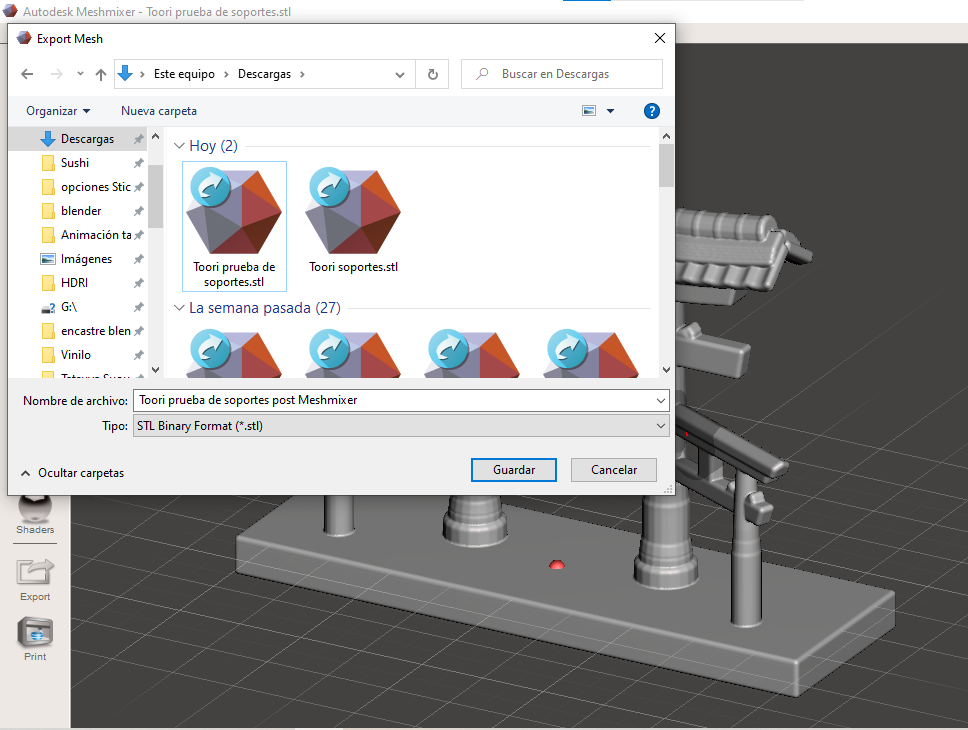 Autodesk Meshmixer - Toori prueba de soportes.stl
Export Mesh
Este equipo
Descargas
Buscar en Descargas
Organizar
Nueva carpeta
?
Descargas
Sushi
opciones Stic
blender
Animación ta
Imágenes
HDRI
G:\
encastre blen
Vinilo
Hoy (2)
Toori prueba de
soportes.stl
Toori soportes.stl
La semana pasada (27)
Nombre de archivo:
Toori prueba de soportes post Meshmixer
Tipo:
STL Binary Format (*.stl)
Ocultar carpetas
Guardar
Cancelar
Shaders
Export
Print